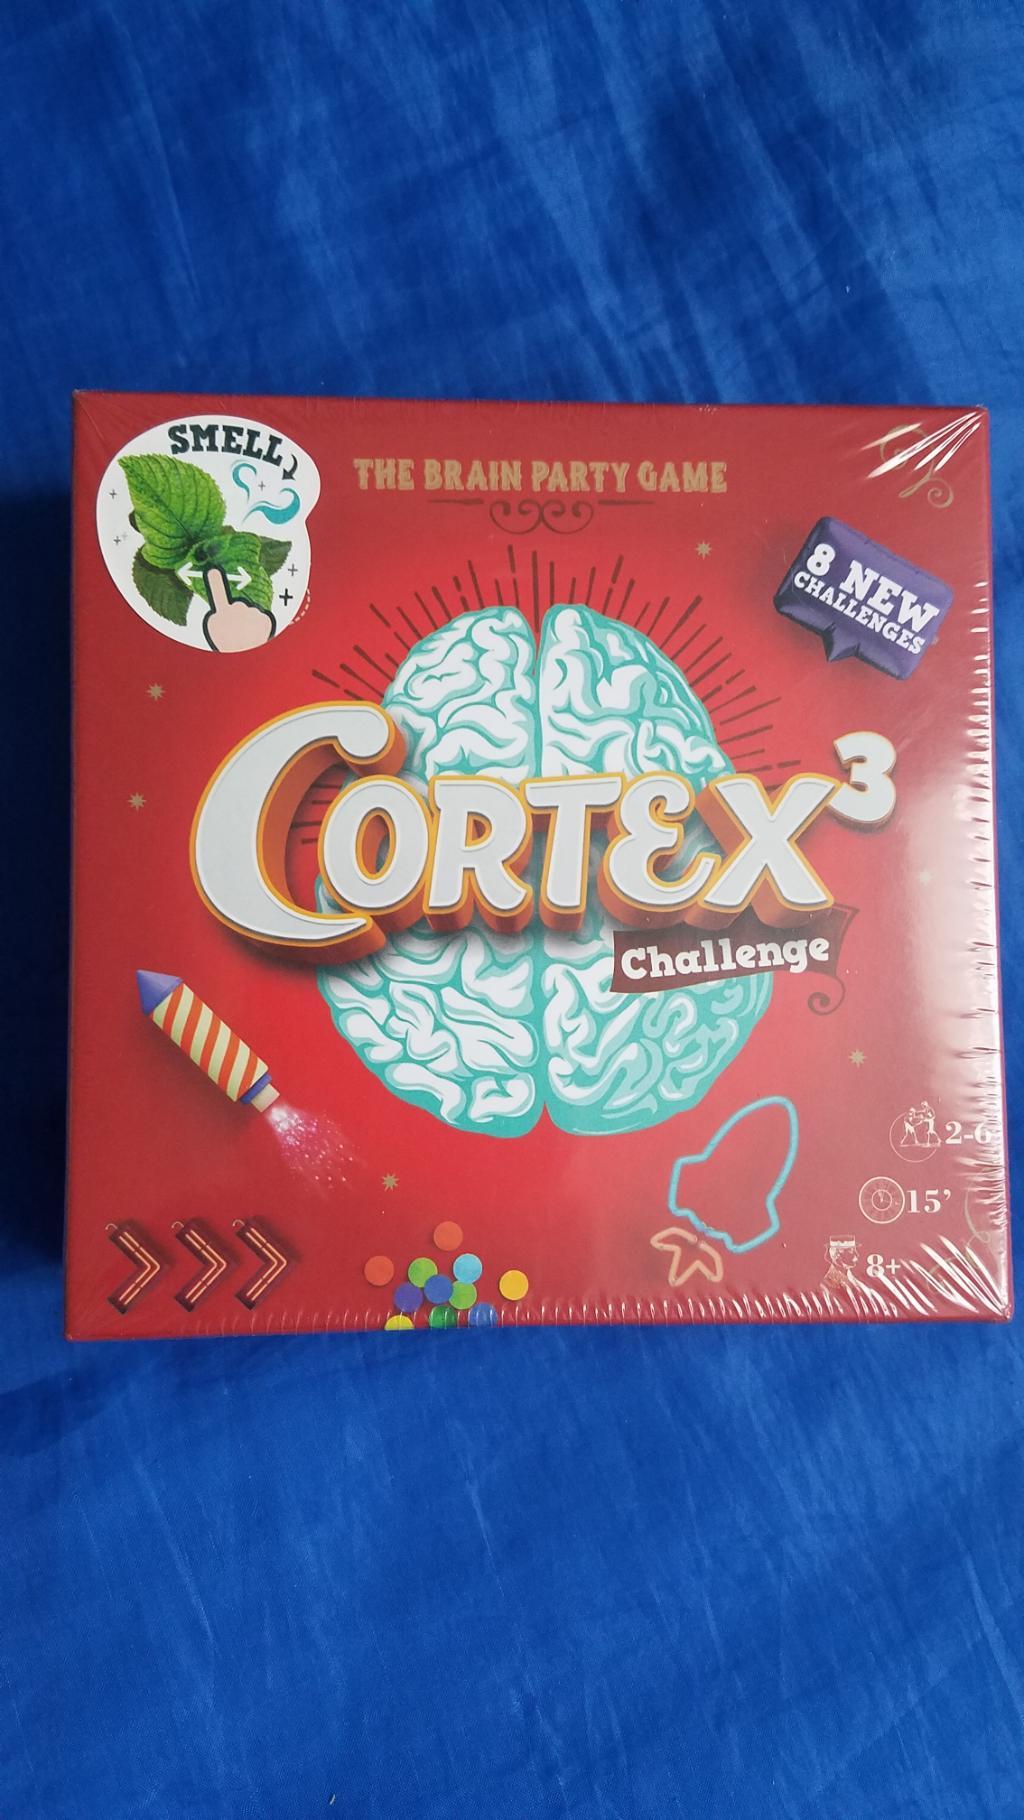 SMELL
THE BRAIN PARTY GAME
8 NEW
CHALLENGES
CORTEX³
Challenge
2-6
15’
8+